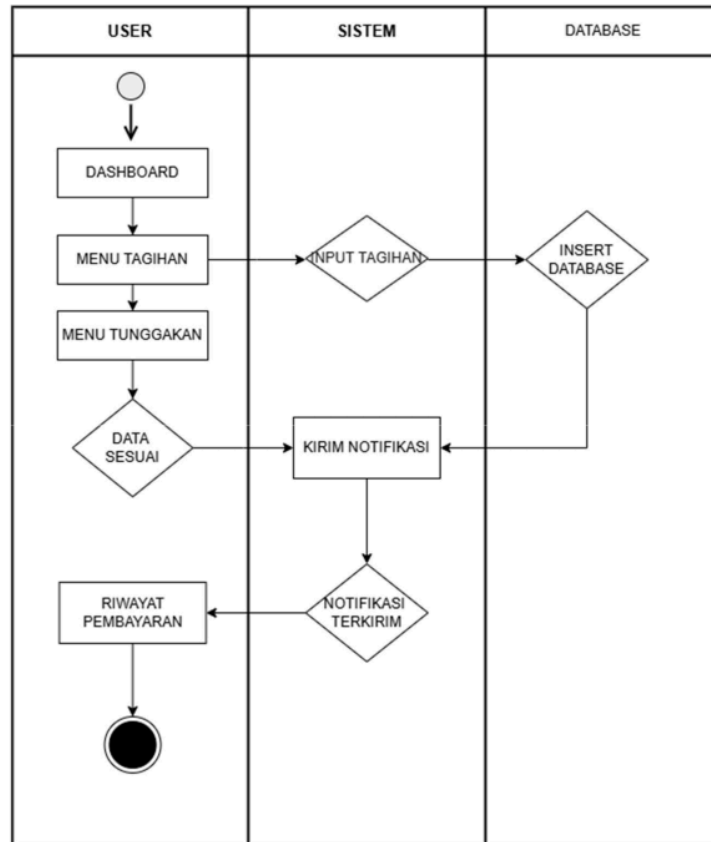 USER
SISTEM
DATABASE
DASHBOARD
MENU TAGIHAN
INPUT TAGIHAN
INSERT
DATABASE
MENU TUNGGAKAN
DATA
SESUAI
KIRIM NOTIFIKASI
RIWAYAT
PEMBAYARAN
NOTIFIKASI
TERKIRIM